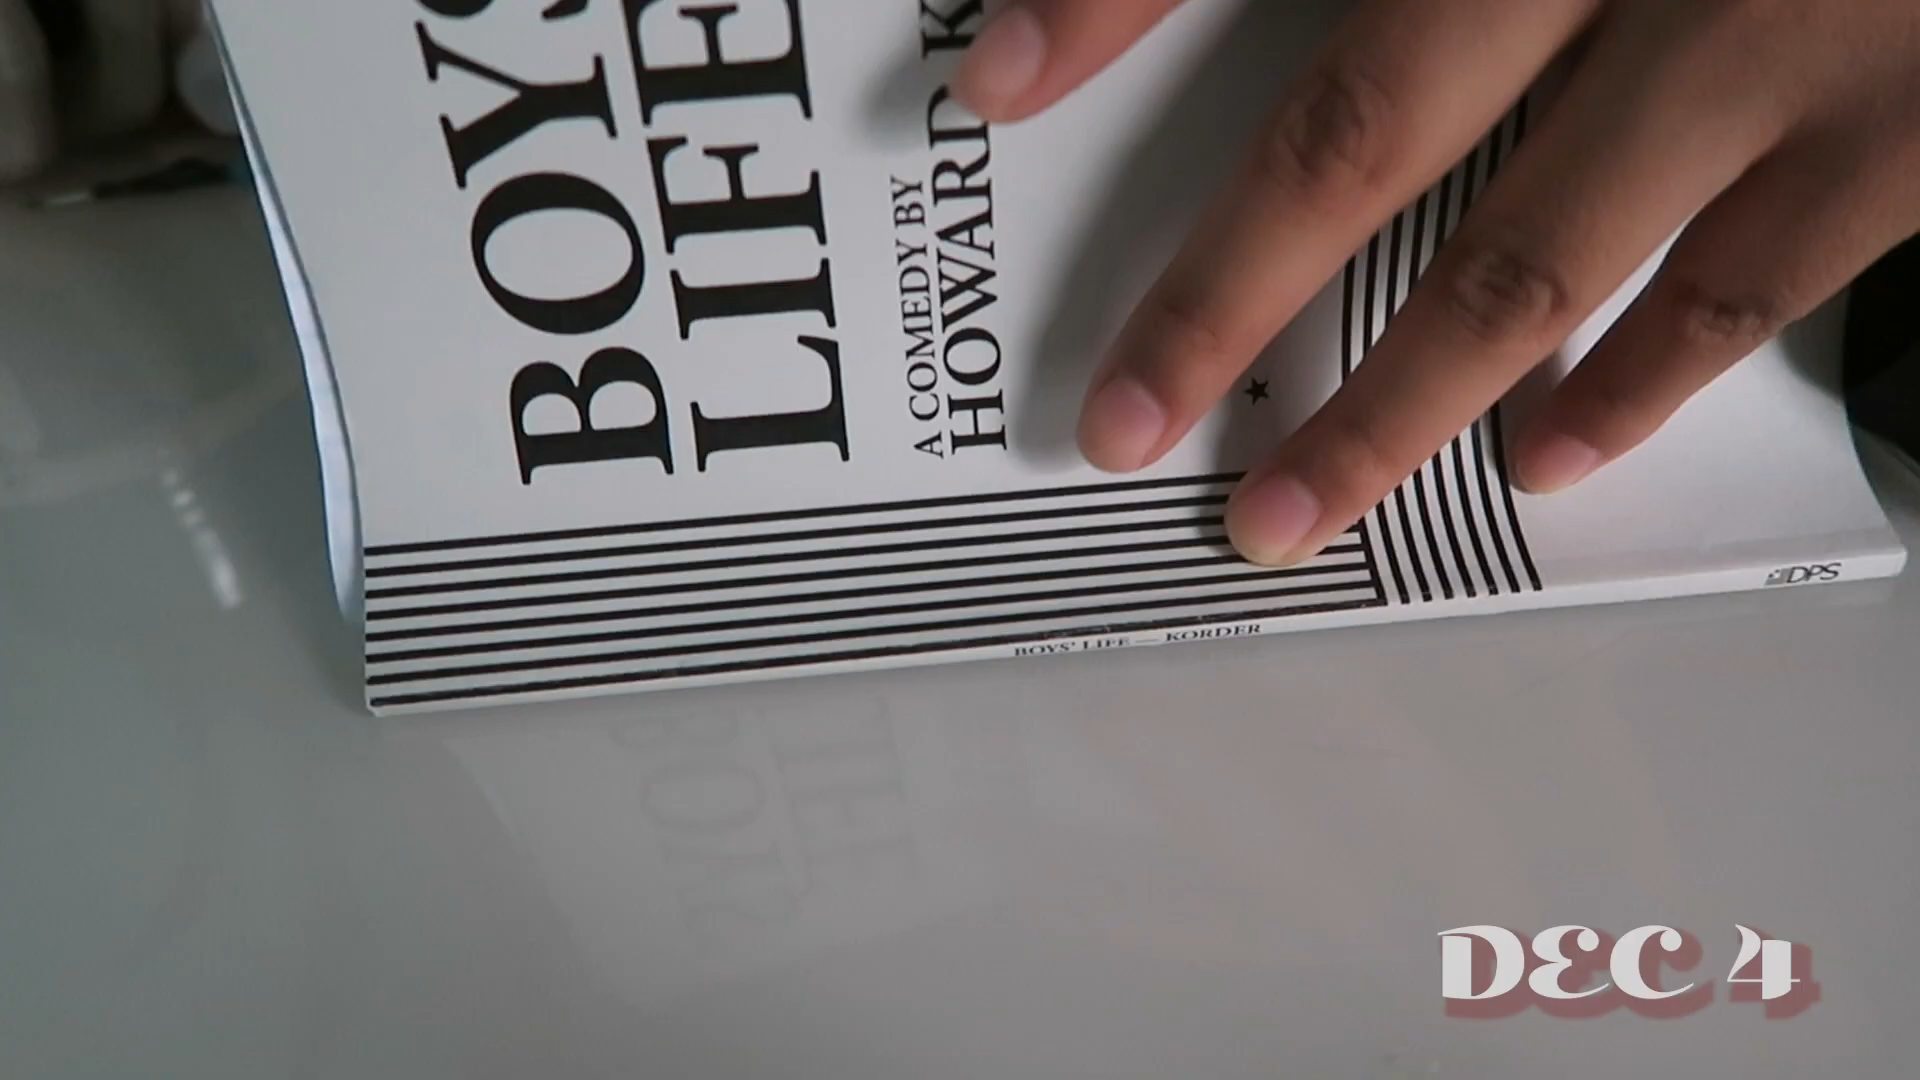 BOYS
LIFE
A COMEDY BY
HOWARD K
BOYS' LIFE — KORDER
DPS
DEC 4